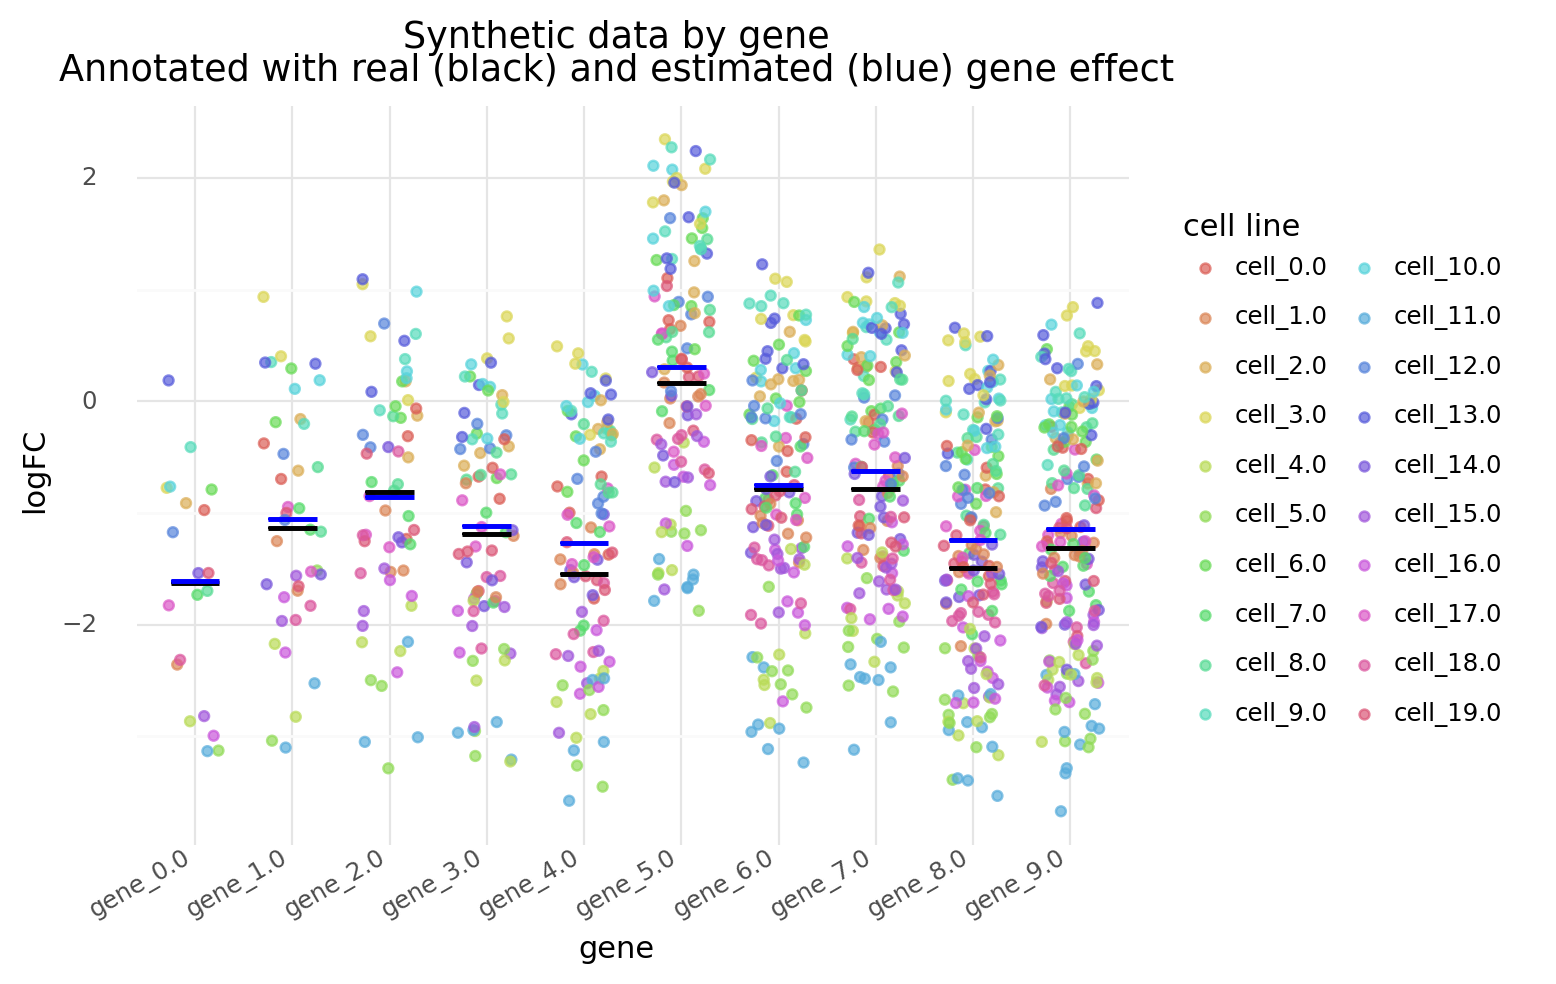 Synthetic data by gene
Annotated with real (black) and estimated (blue) gene effect
logFC
2
0
−2
gene_0.0
gene_1.0
gene_2.0
gene_3.0
gene_4.0
gene_5.0
gene_6.0
gene_7.0
gene_8.0
gene_9.0
gene
cell line
cell_0.0
cell_1.0
cell_2.0
cell_3.0
cell_4.0
cell_5.0
cell_6.0
cell_7.0
cell_8.0
cell_9.0
cell_10.0
cell_11.0
cell_12.0
cell_13.0
cell_14.0
cell_15.0
cell_16.0
cell_17.0
cell_18.0
cell_19.0